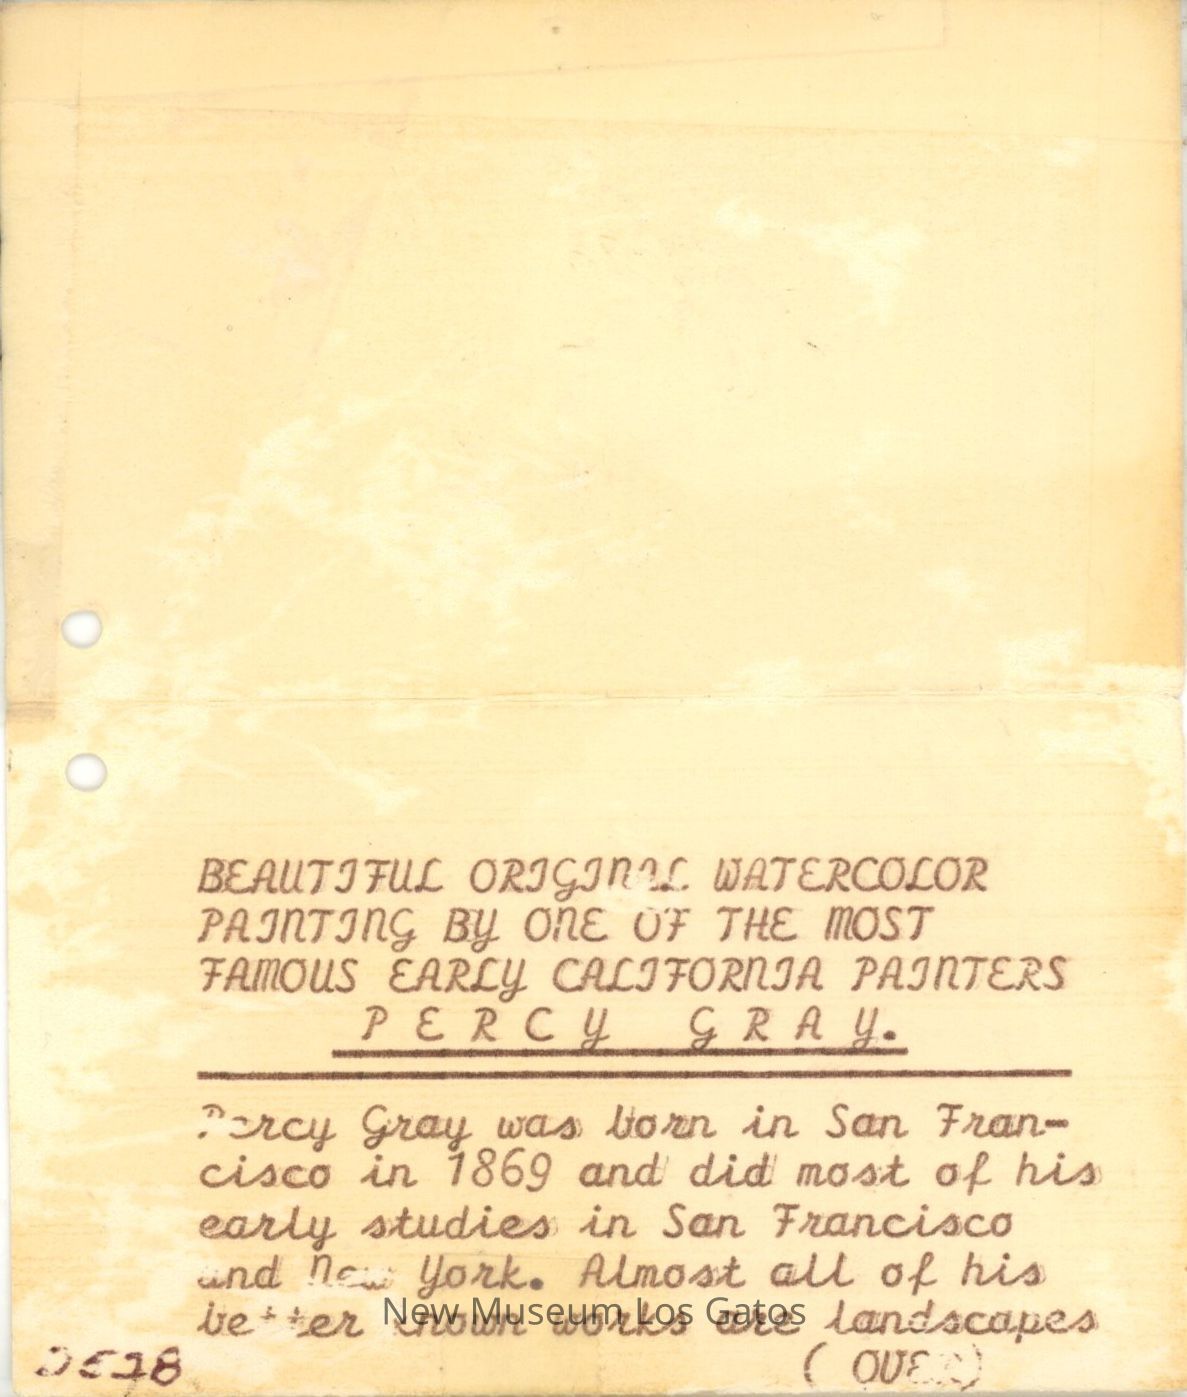 BEAUTIFUL ORIGINAL WATERCOLOR
PAINTING BY ONE OF THE MOST
FAMOUS EARLY CALIFORNIA PAINTERS
PERCY GRAY.
Percy Gray was born in San Fran-
cisco in 1869 and did most of his
early studies in San Francisco
and New York. Almost all of his
better known works are landscapes
New Museum Los Gatos
(OVER)